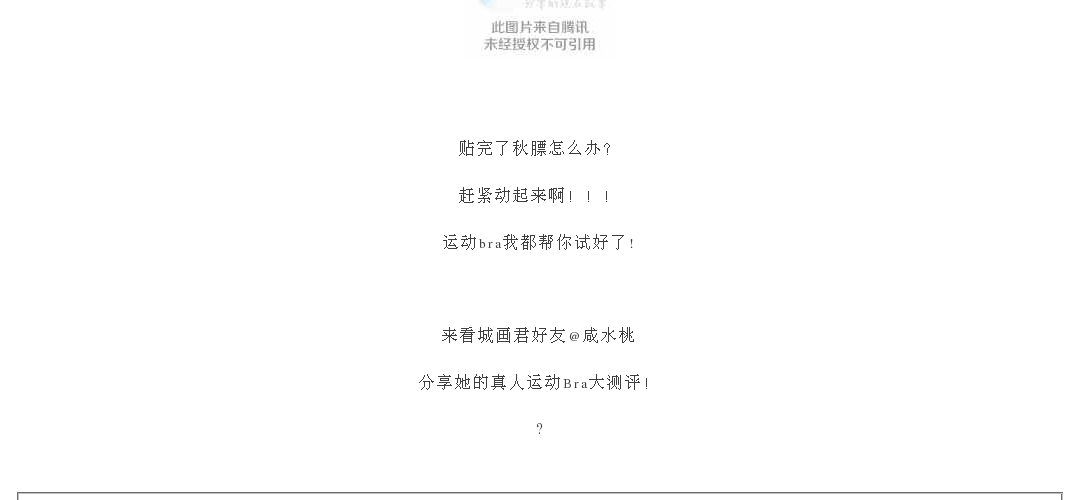 此图片来自腾讯
未经授权不可引用
贴完了秋膘怎么办?
赶紧动起来啊! ! !
运动bra我都帮你试好了!
来看城画君好友@咸水桃
分享她的真人运动Bra大测评!
?